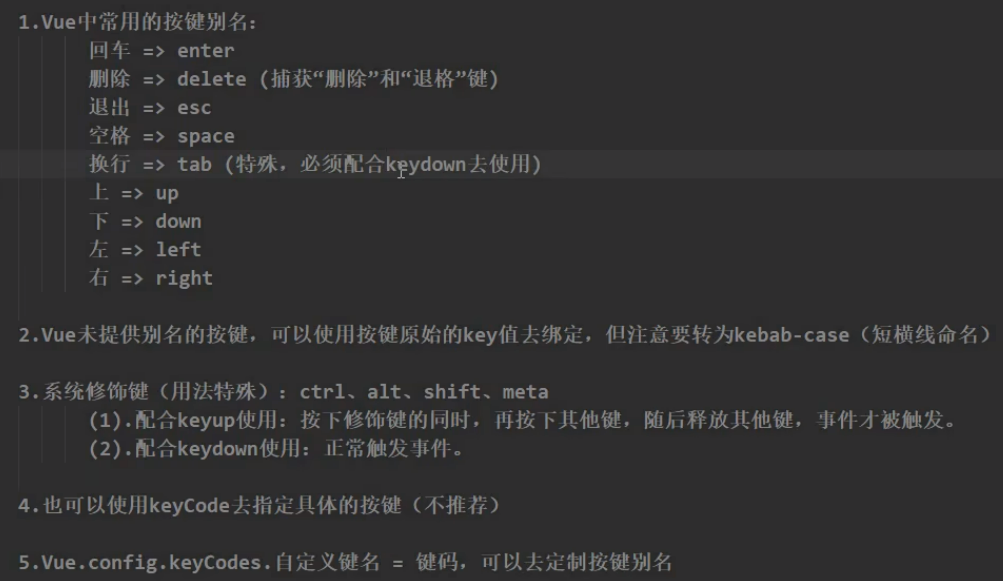 1.Vue中常用的按键别名：
回车 => enter
删除 => delete (捕获“删除”和“退格”键)
退出 => esc
空格 => space
换行 => tab (特殊，必须配合keydown去使用)
上 => up
下 => down
左 => left
右 => right
2.Vue未提供别名的按键，可以使用按键原始的key值去绑定，但注意要转为kebab-case（短横线命名）
3.系统修饰键（用法特殊）：ctrl、alt、shift、meta
(1).配合keyup使用：按下修饰键的同时，再按下其他键，随后释放其他键，事件才被触发。
(2).配合keydown使用：正常触发事件。
4.也可以使用keyCode去指定具体的按键（不推荐）
5.Vue.config.keyCodes.自定义键名 = 键码，可以去定制按键别名